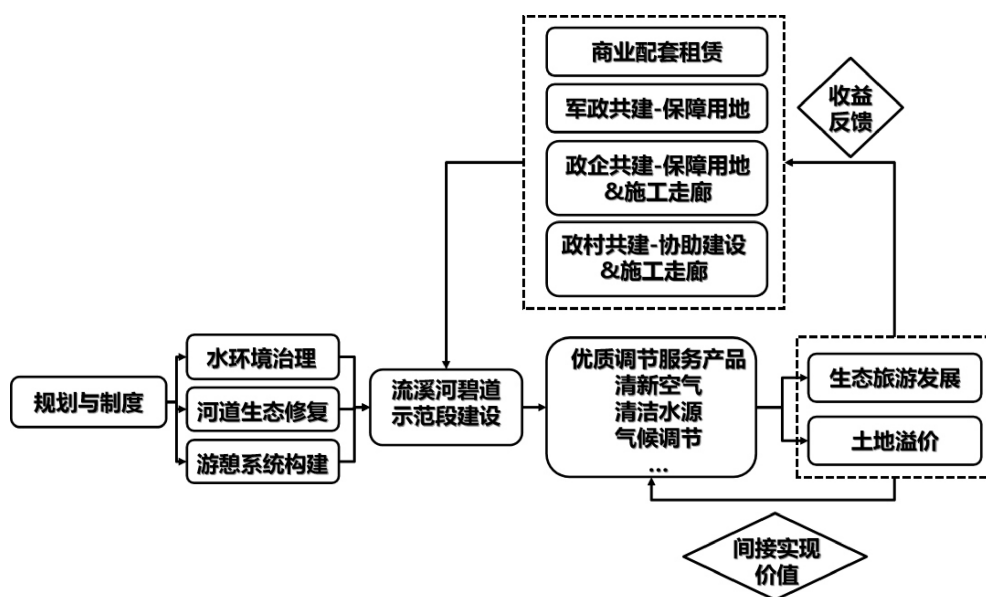 商业配套租赁
军政共建-保障用地
政企共建-保障用地
&施工走廊
政村共建-协助建设
&施工走廊
收益
反馈
规划与制度
水环境治理
河道生态修复
游憩系统构建
流溪河碧道
示范段建设
优质调节服务产品
清新空气
清洁水源
气候调节
...
生态旅游发展
土地溢价
间接实现
价值